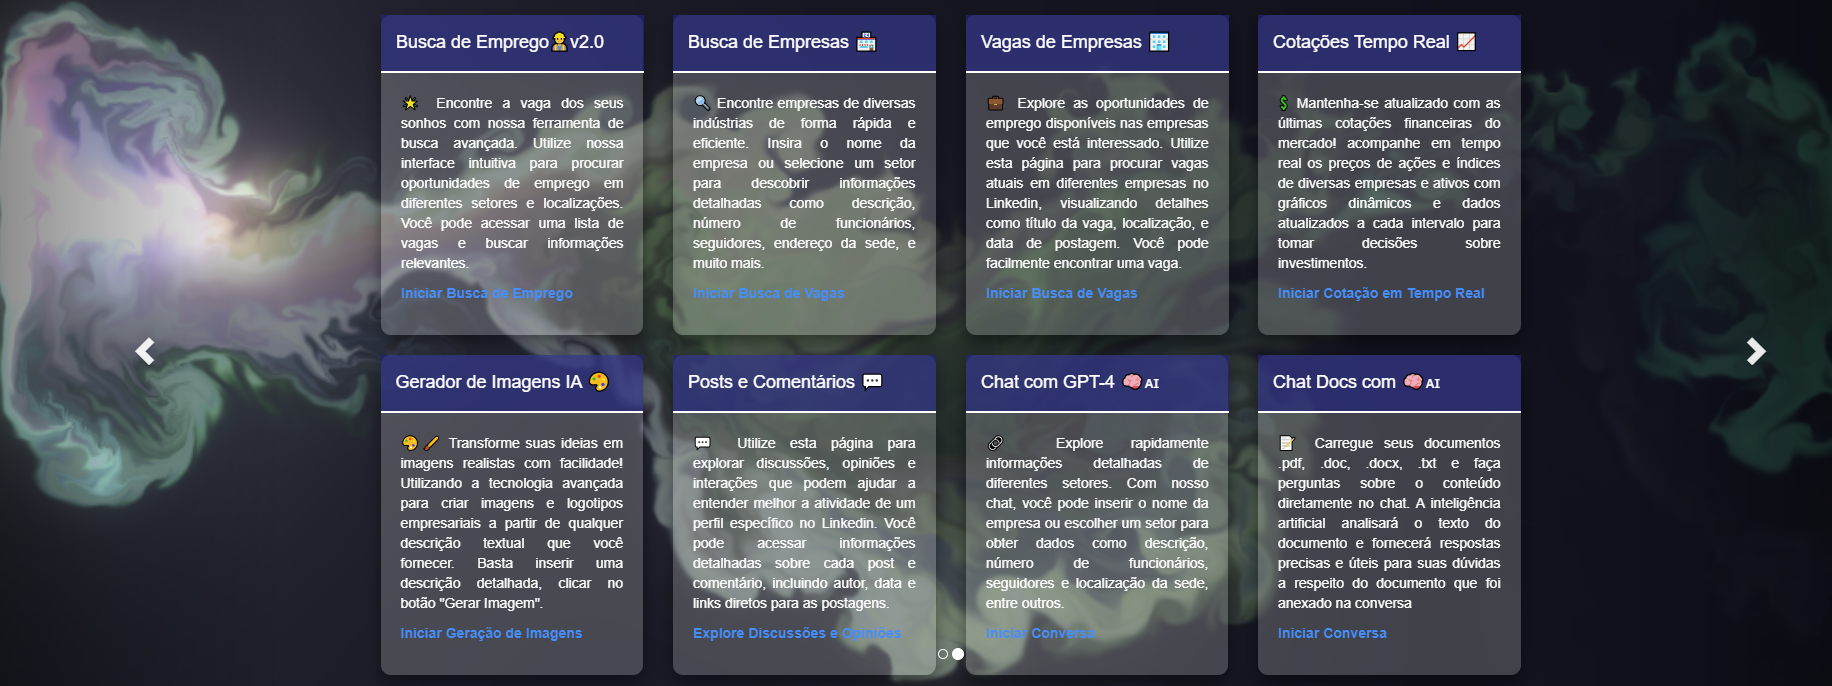 Busca de Emprego v2.0
Encontre a vaga dos seus
sonhos com nossa ferramenta de
busca avançada. Utilize nossa
interface intuitiva para procurar
oportunidades de emprego em
diferentes setores e localizações.
Você pode acessar uma lista de
vagas e buscar informações
relevantes.
Iniciar Busca de Emprego
Busca de Empresas
Encontre empresas de diversas
indústrias de forma rápida e
eficiente. Insira o nome da
empresa ou selecione um setor
para descobrir informações
detalhadas como descrição,
número de funcionários,
seguidores, endereço da sede, e
muito mais.
Iniciar Busca de Vagas
Vagas de Empresas
Explore as oportunidades de
emprego disponíveis nas empresas
que você está interessado. Utilize
esta página para procurar vagas
atuais em diferentes empresas no
Linkedin, visualizando detalhes
como título da vaga, localização, e
data de postagem. Você pode
facilmente encontrar uma vaga.
Iniciar Busca de Vagas
Cotações Tempo Real
Mantenha-se atualizado com as
últimas cotações financeiras do
mercado! acompanhe em tempo
real os preços de ações e índices
de diversas empresas e ativos com
gráficos dinâmicos e dados
atualizados a cada intervalo para
tomar decisões sobre
investimentos.
Iniciar Cotação em Tempo Real
Gerador de Imagens IA
Transforme suas ideias em
imagens realistas com facilidade!
Utilizando a tecnologia avançada
para criar imagens e logotipos
empresariais a partir de qualquer
descrição textual que você
fornecer. Basta inserir uma
descrição detalhada, clicar no
botão "Gerar Imagem".
Iniciar Geração de Imagens
Posts e Comentários
Utilize esta página para
explorar discussões, opiniões e
interações que podem ajudar a
entender melhor a atividade de um
perfil específico no Linkedin. Você
pode acessar informações
detalhadas sobre cada post e
comentário, incluindo autor, data e
links diretos para as postagens.
Explore Discussões e Opiniões
Chat com GPT-4 AI
Explore rapidamente
informações detalhadas de
diferentes setores. Com nosso
chat, você pode inserir o nome da
empresa ou escolher um setor para
obter dados como descrição,
número de funcionários,
seguidores e localização da sede,
entre outros.
Iniciar Conversa
Chat Docs com AI
Carregue seus documentos
.pdf, .doc, .docx, .txt e faça
perguntas sobre o conteúdo
diretamente no chat. A inteligência
artificial analisará o texto do
documento e fornecerá respostas
precisas e úteis para suas dúvidas
a respeito do documento que foi
anexado na conversa
Iniciar Conversa